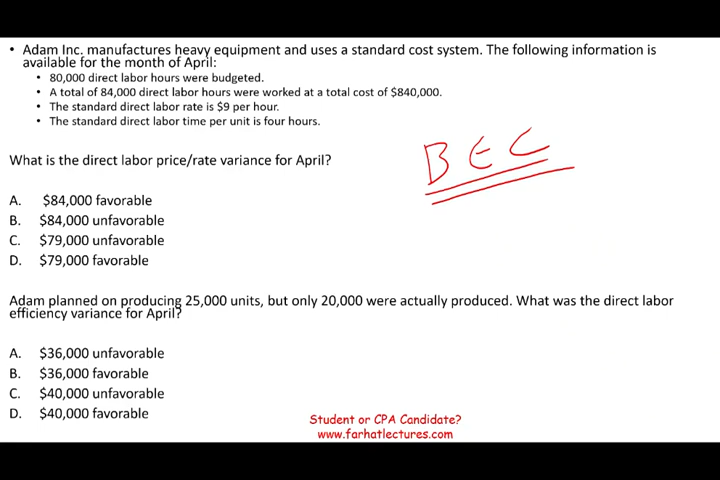 • Adam Inc. manufactures heavy equipment and uses a standard cost system. The following information is
available for the month of April:
• 80,000 direct labor hours were budgeted.
• A total of 84,000 direct labor hours were worked at a total cost of $840,000.
• The standard direct labor rate is $9 per hour.
• The standard direct labor time per unit is four hours.
What is the direct labor price/rate variance for April?
BEC
A. $84,000 favorable
B. $84,000 unfavorable
C. $79,000 unfavorable
D. $79,000 favorable
Adam planned on producing 25,000 units, but only 20,000 were actually produced. What was the direct labor
efficiency variance for April?
A. $36,000 unfavorable
B. $36,000 favorable
C. $40,000 unfavorable
D. $40,000 favorable
Student or CPA Candidate?
www.farhatlectures.com